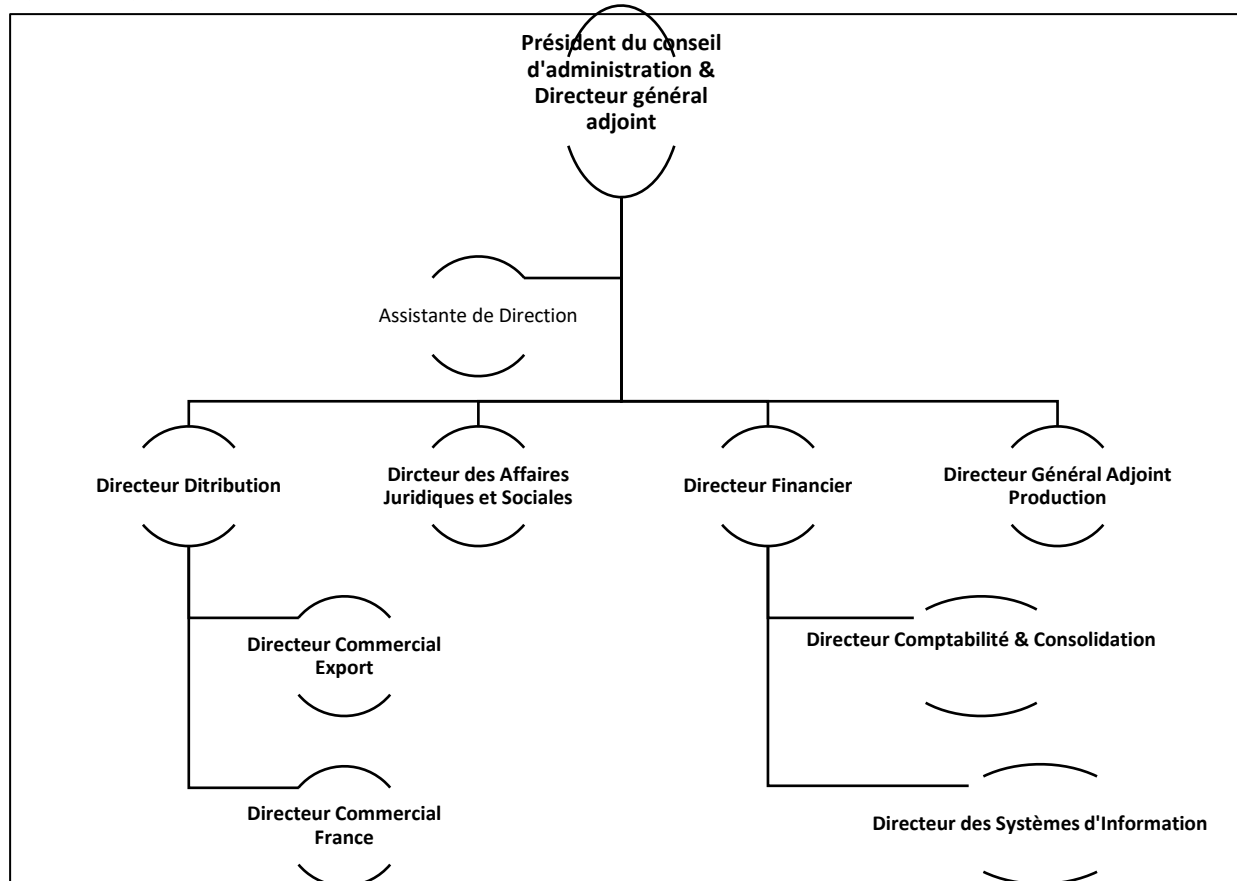 Président du conseil
d'administration &
Directeur général
adjoint
Assistante de Direction
Directeur Ditribution
Dircteur des Affaires
Juridiques et Sociales
Directeur Financier
Directeur Général Adjoint
Production
Directeur Commercial
Export
Directeur Comptabilité & Consolidation
Directeur Commercial
France
Directeur des Systèmes d'Information